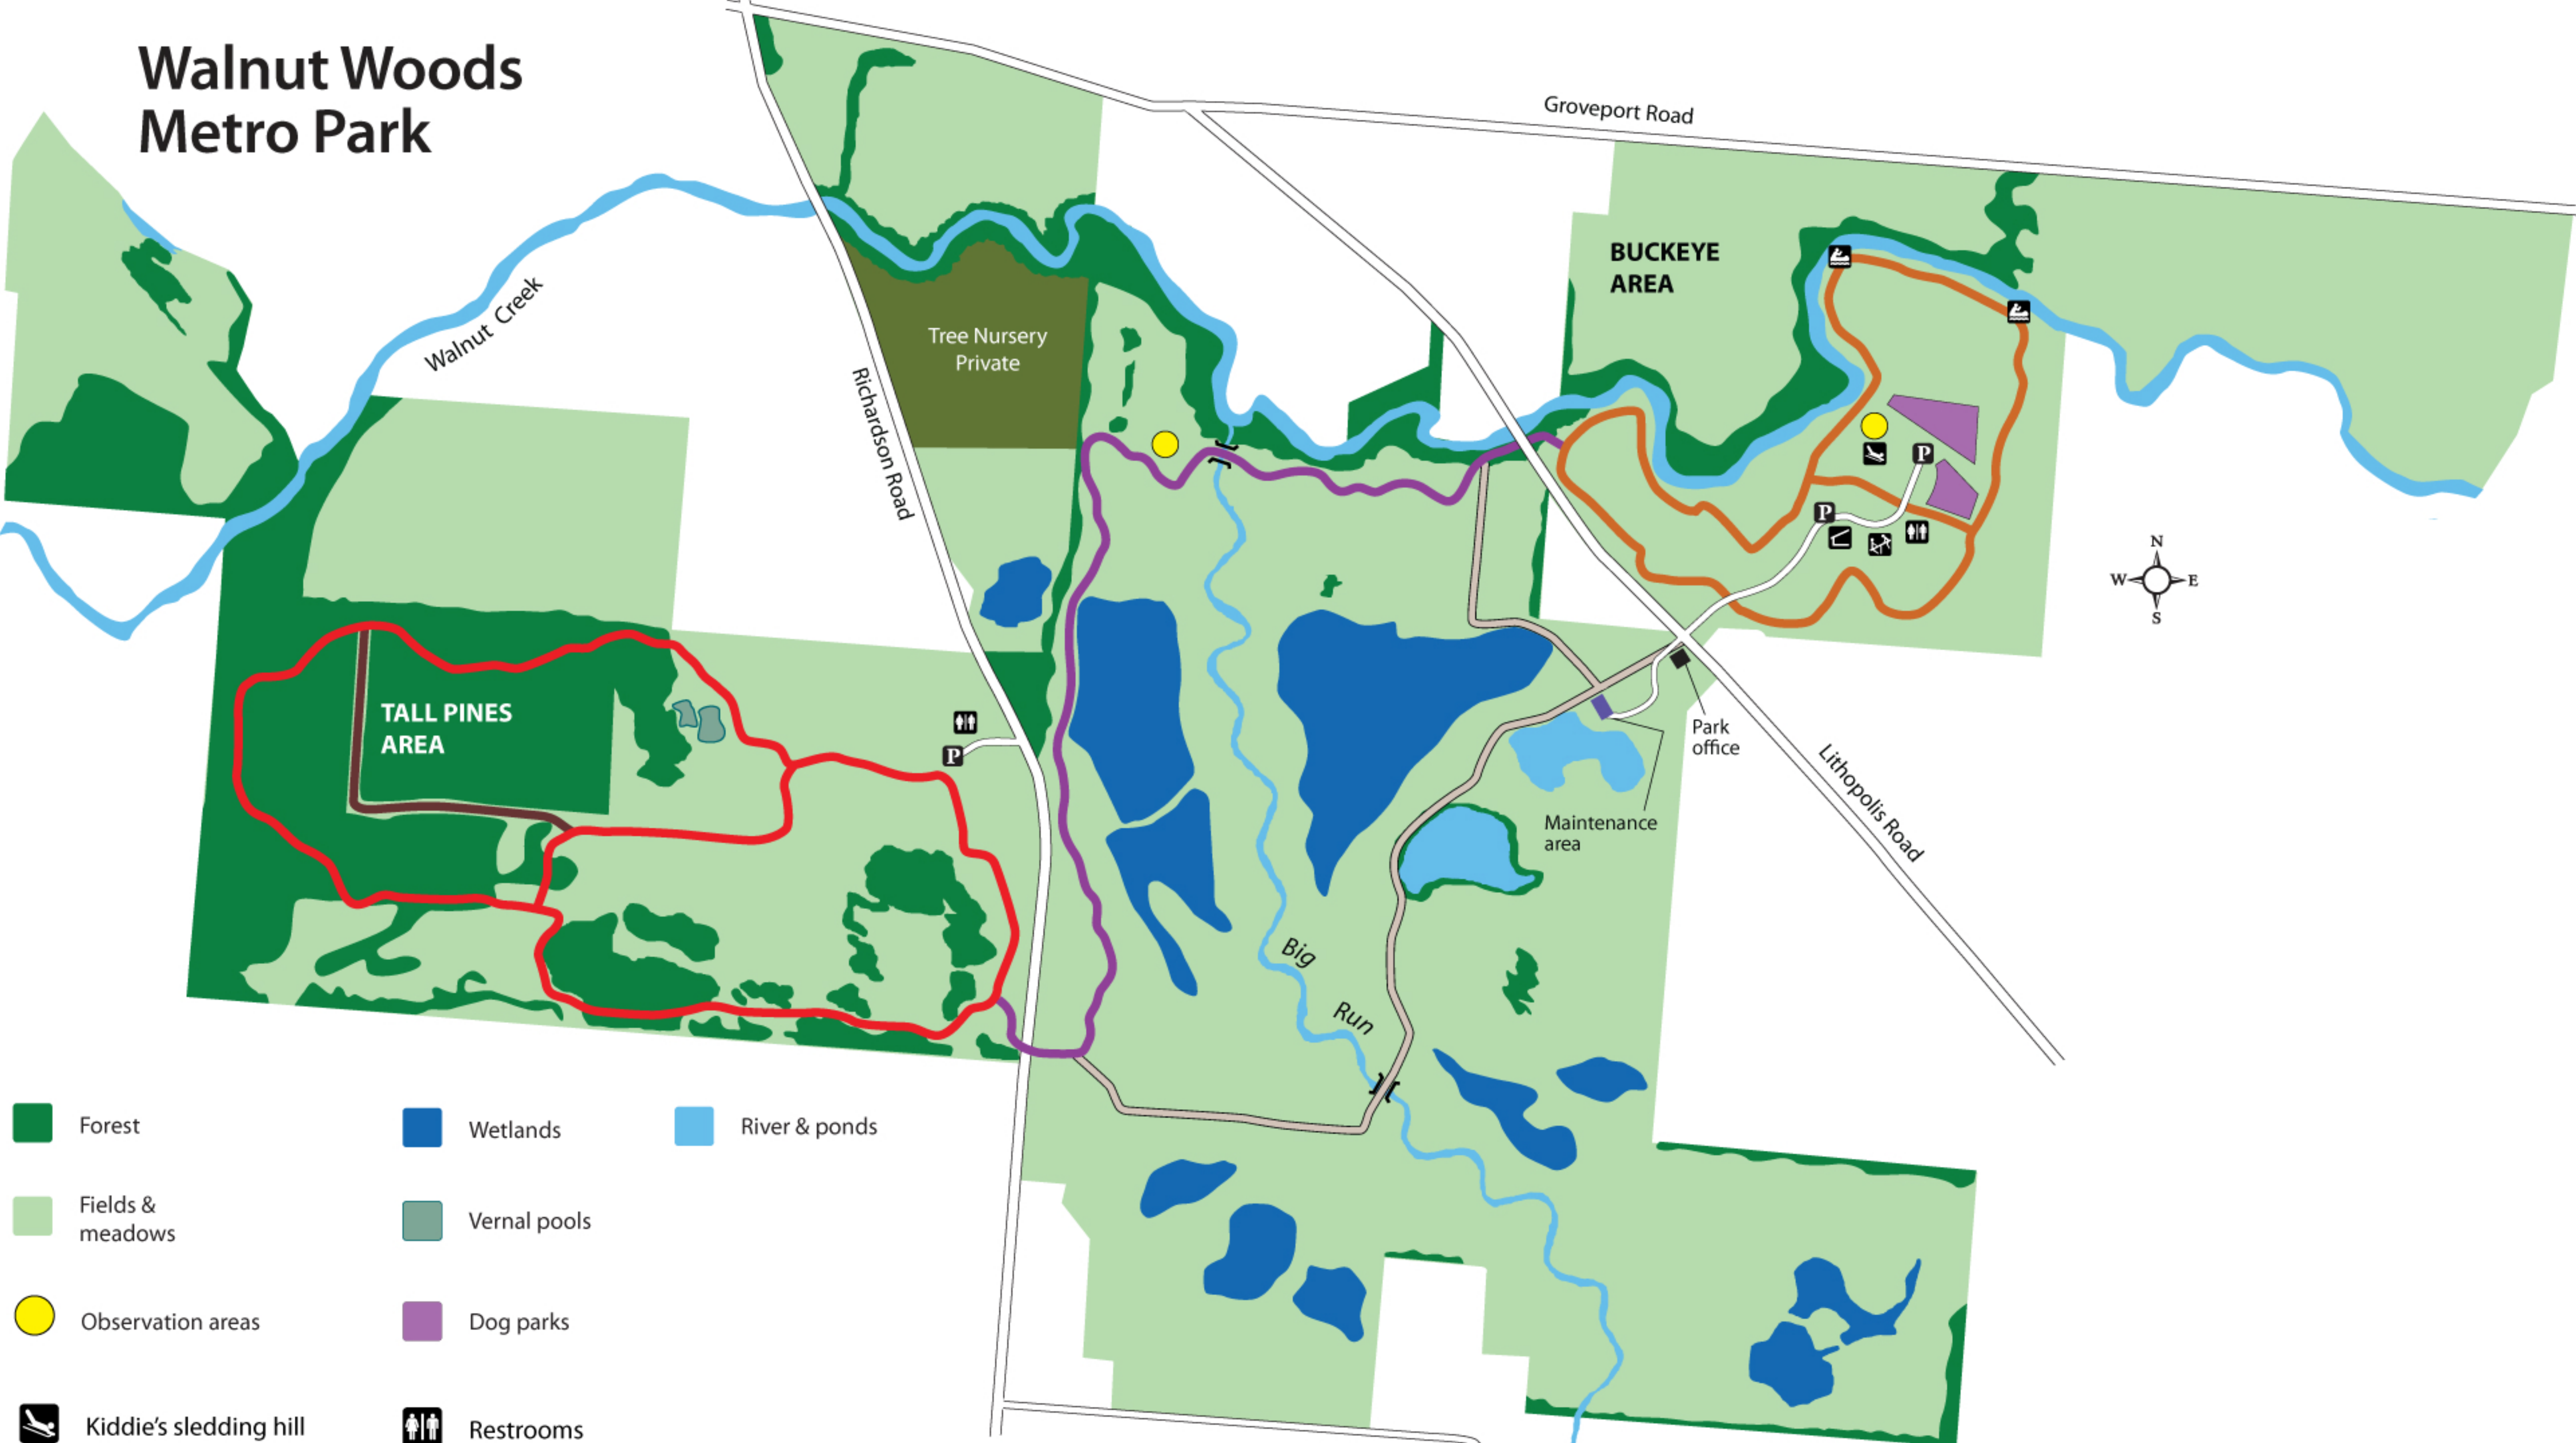 Walnut Woods
Metro Park
Groveport Road
BUCKEYE
AREA
Walnut Creek
Tree Nursery
Private
Richardson Road
P
P
N
W
E
S
TALL PINES
AREA
P
Park
office
Maintenance
area
Lithopolis Road
Big
Run
Forest
Wetlands
River & ponds
Fields &
meadows
Vernal pools
Observation areas
Dog parks
Kiddie's sledding hill
Restrooms